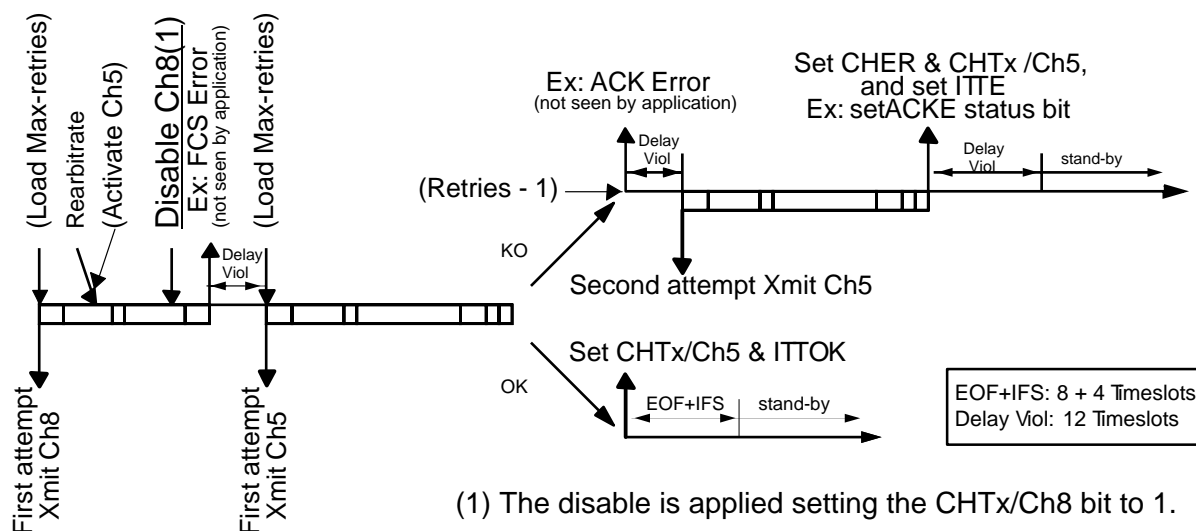 (Load Max-retries)
Rearbitrate
(Activate Ch5)
Disable Ch8(1)
Ex: FCS Error
(not seen by application)
(Load Max-retries)
Delay
Viol
First attempt
Xmit Ch8
First attempt
Xmit Ch5
KO
OK
(Retries - 1)
Ex: ACK Error
(not seen by application)
Delay
Viol
Set CHER & CHTx /Ch5,
and set ITTE
Ex: setACKE status bit
Delay
Viol
stand-by
Second attempt Xmit Ch5
Set CHTx/Ch5 & ITTOK
EOF+IFS
stand-by
EOF+IFS: 8 + 4 Timeslots
Delay Viol: 12 Timeslots
(1) The disable is applied setting the CHTx/Ch8 bit to 1.